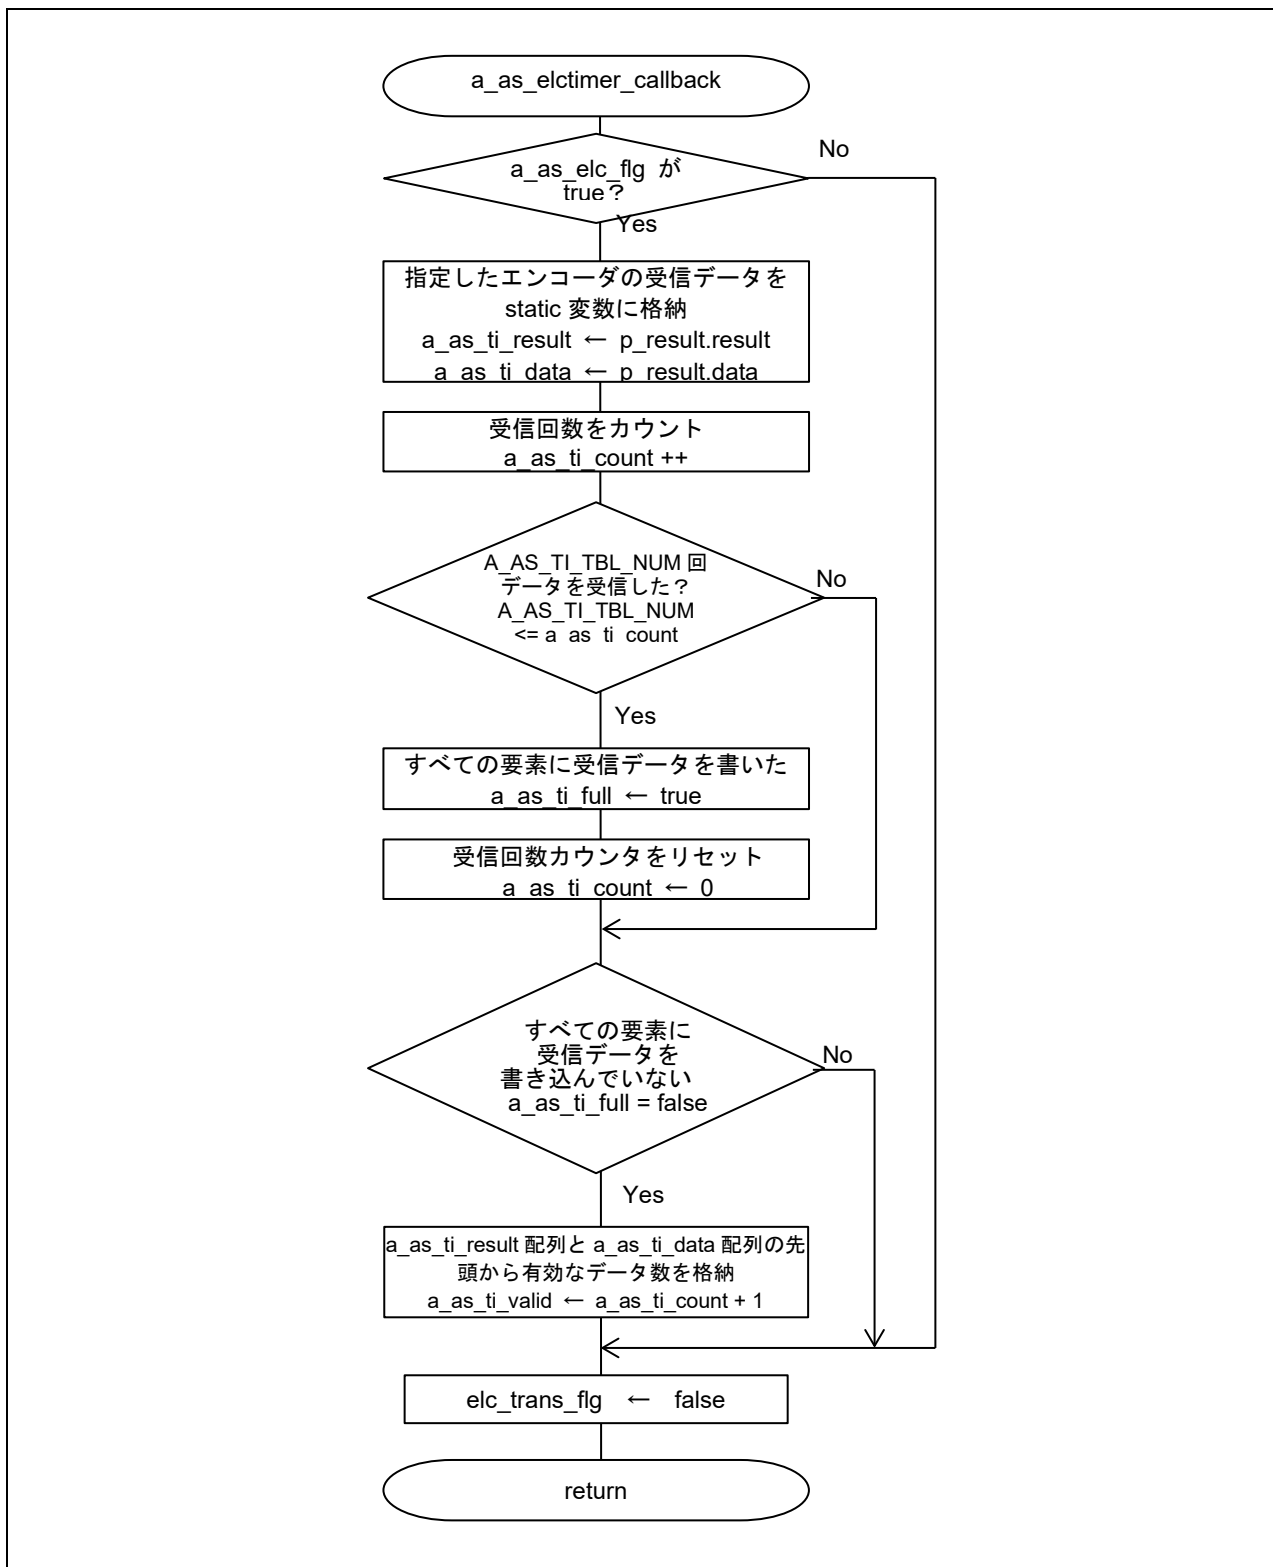 a_as_elctimer_callback
No
a_as_elc_flg が
true？
Yes
指定したエンコーダの受信データを
static 変数に格納
a_as_ti_result ← p_result.result
a_as_ti_data ← p_result.data
受信回数をカウント
a_as_ti_count ++
A_AS_TI_TBL_NUM 回
データを受信した？
A_AS_TI_TBL_NUM
<= a_as_ti_count
No
Yes
すべての要素に受信データを書いた
a_as_ti_full ← true
受信回数カウンタをリセット
a_as_ti_count ← 0
すべての要素に
受信データを
書き込んでいない
a_as_ti_full = false
No
Yes
a_as_ti_result 配列と a_as_ti_data 配列の先
頭から有効なデータ数を格納
a_as_ti_valid ← a_as_ti_count + 1
elc_trans_flg ← false
return